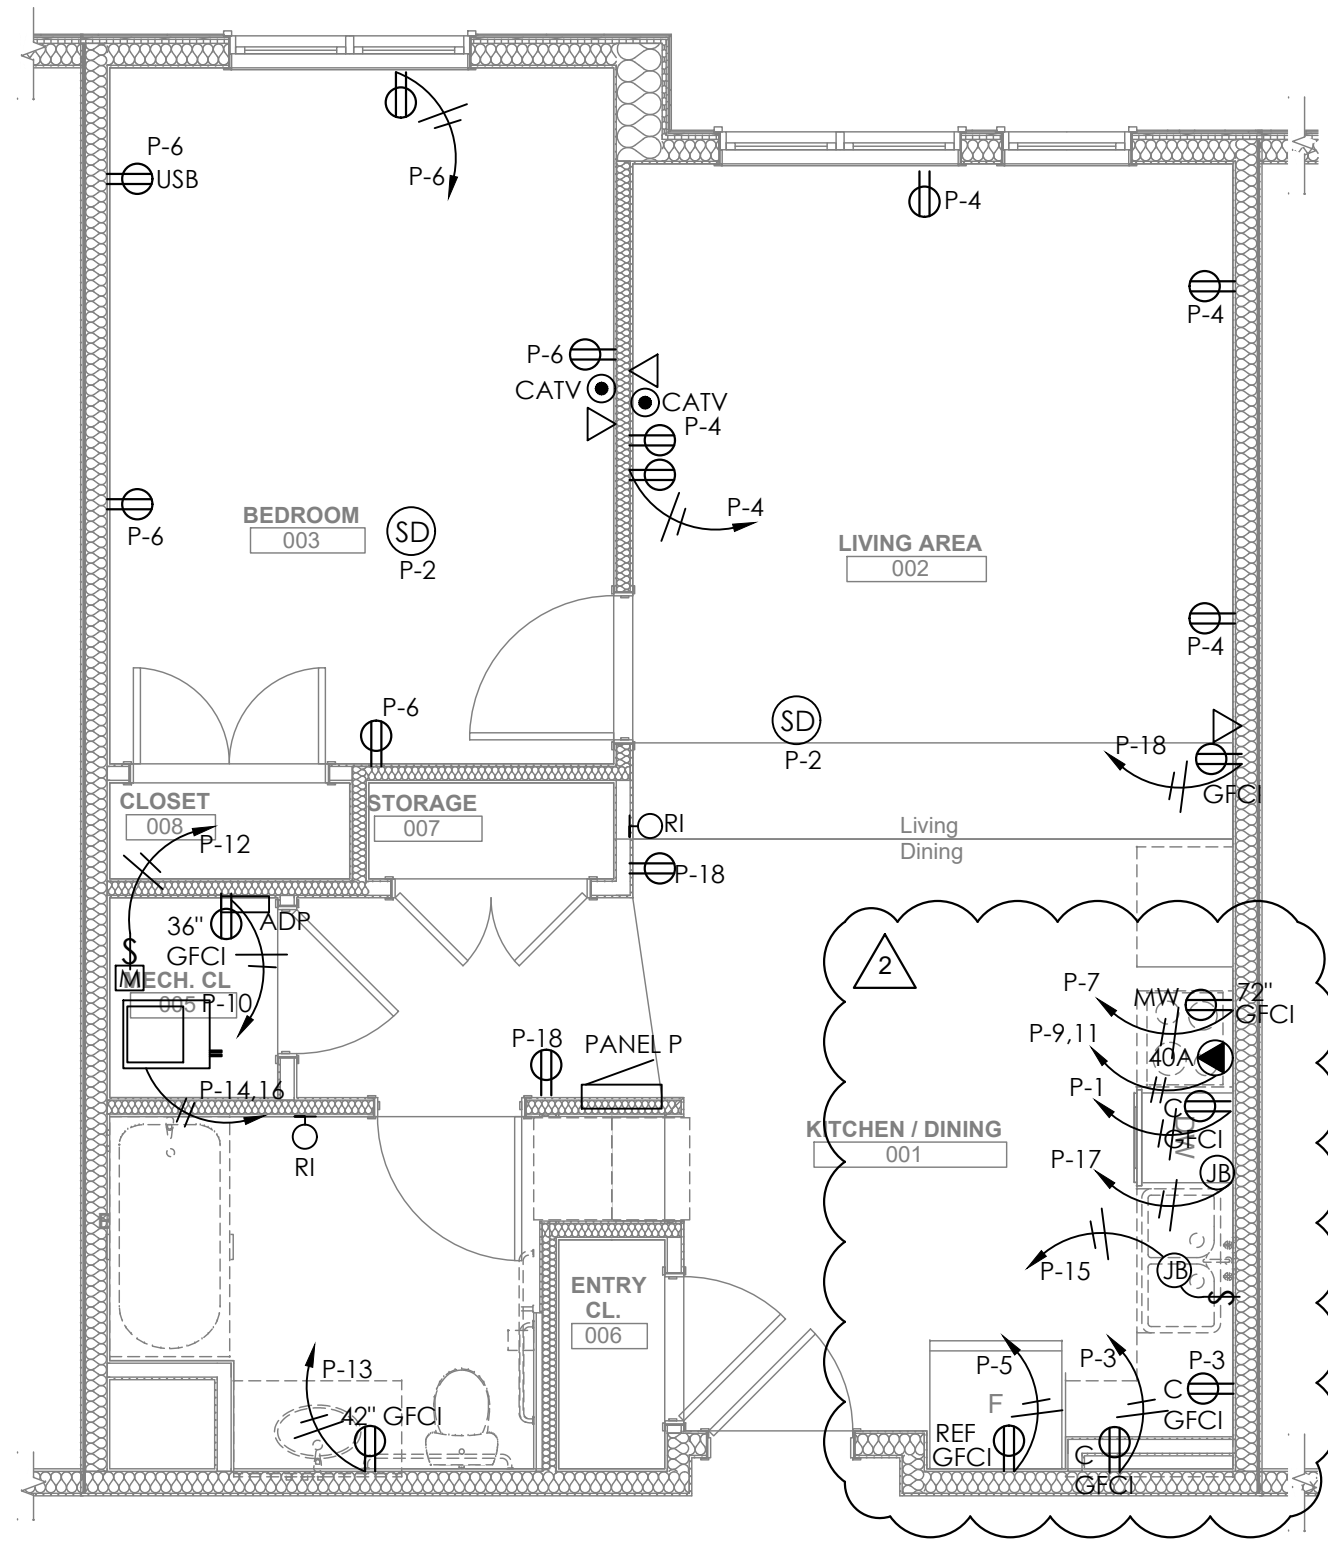 P-6
USB
P-6
P-4
P-4
P-6
CATV
CATV
P-4
P-4
BEDROOM
003
SD
P-2
P-6
LIVING AREA
002
P-4
P-6
SD
P-2
P-18
GFCI
CLOSET
008
P-12
STORAGE
007
RI
P-18
Living
Dining
36"
GFCI
ADP
S
M
MECH. CL
005
P-10
P-14,16
P-18
PANEL P
RI
2
P-7
MW
72"
GFCI
P-9,11
40A
P-1
C
GFCI
DW
KITCHEN / DINING
001
P-17
JB
P-15
JB
S
ENTRY
CL.
006
P-13
42" GFCI
P-5
F
REF
GFCI
P-3
C
GFCI
P-3
C
GFCI